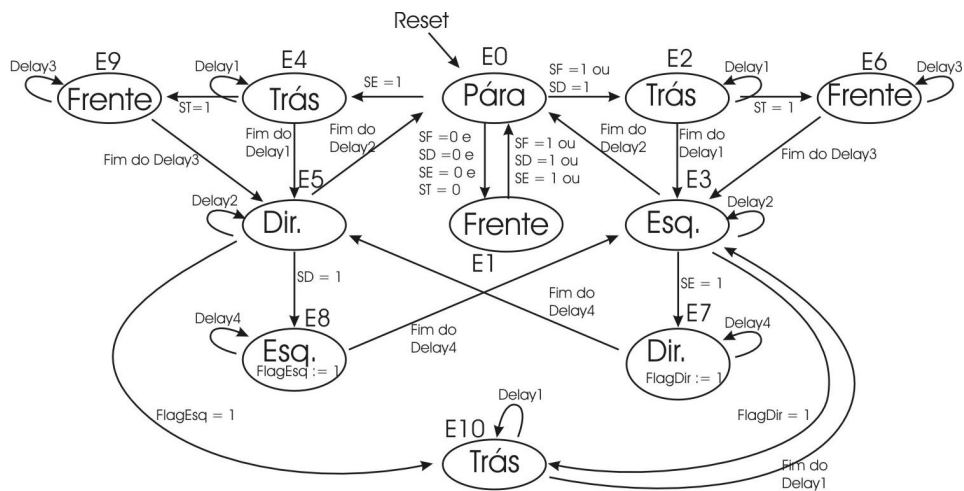 Reset
E9
Delay3
Frente
ST=1
E4
Delay1
Trás
SE =1
E0
Pára
SF =1 ou
SD =1
E2
Delay1
Trás
ST = 1
E6
Delay3
Frente
Fim do Delay3
Fim do
Delay1
Fim do
Delay2
SF =0 e
SD =0 e
SE =0 e
ST = 0
SF =1 ou
SD =1 ou
SE = 1 ou
Fim do
Delay2
Fim do
Delay1
Fim do Delay3
E5
Delay2
Dir.
Frente
E1
E3
Delay2
Esq.
SD = 1
Fim do
Delay4
Fim do
Delay4
SE = 1
E8
Delay4
Esq.
FlagEsq := 1
E7
Delay4
Dir.
FlagDir := 1
FlagEsq = 1
FlagDir = 1
Delay1
E10
Trás
Fim do
Delay1